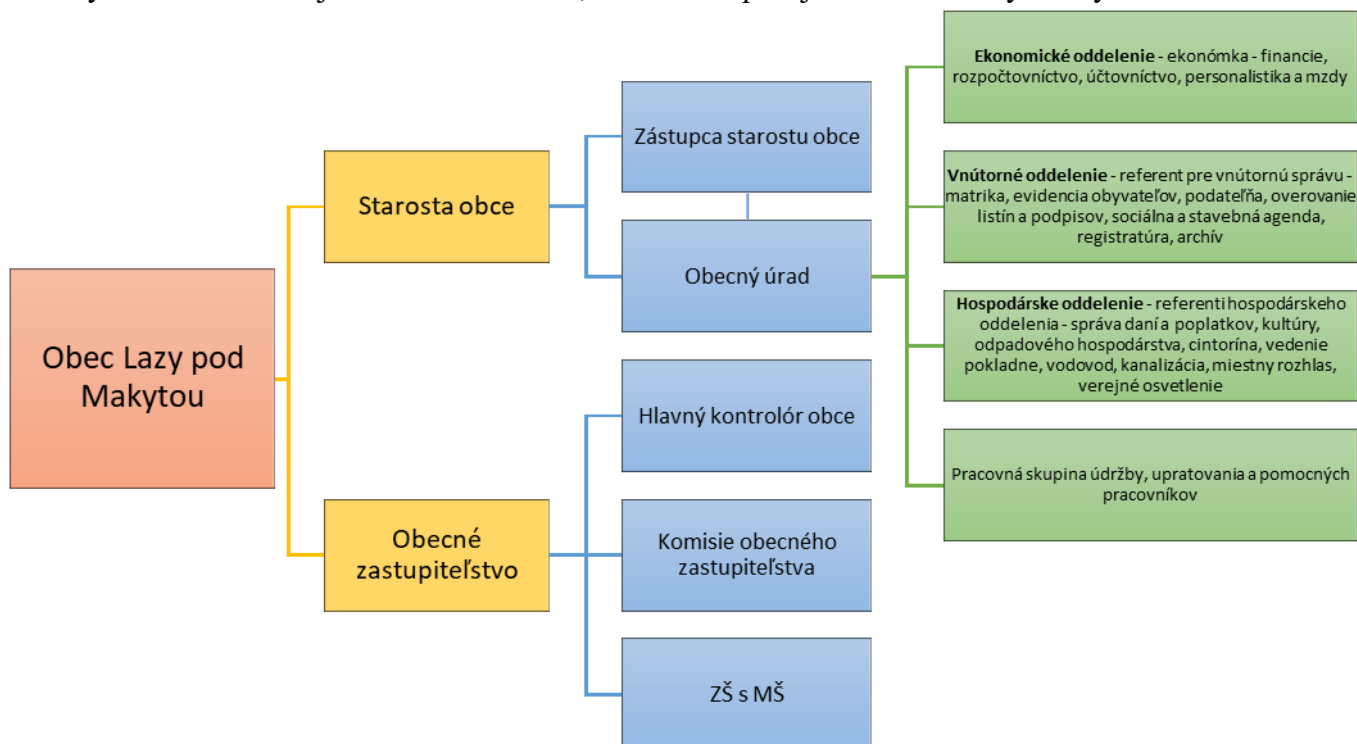 Ekonomické oddelenie - ekonómka - financie,
rozpočtovníctvo, účtovníctvo, personalistika a mzdy
Zástupca starostu obce
Vnútorné oddelenie - referent pre vnútornú správu -
matrika, evidencia obyvateľov, podateľňa, overovanie
listín a podpisov, sociálna a stavebná agenda,
registratúra, archív
Starosta obce
Obecný úrad
Hospodárske oddelenie - referenti hospodárskeho
oddelenia - správa daní a poplatkov, kultúry,
odpadového hospodárstva, cintorína, vedenie
pokladne, vodovod, kanalizácia, miestny rozhlas,
verejné osvetlenie
Obec Lazy pod
Makytou
Hlavný kontrolór obce
Pracovná skupina údržby, upratovania a pomocných
pracovníkov
Obecné
zastupiteľstvo
Komisie obecného
zastupiteľstva
ZŠ s MŠ